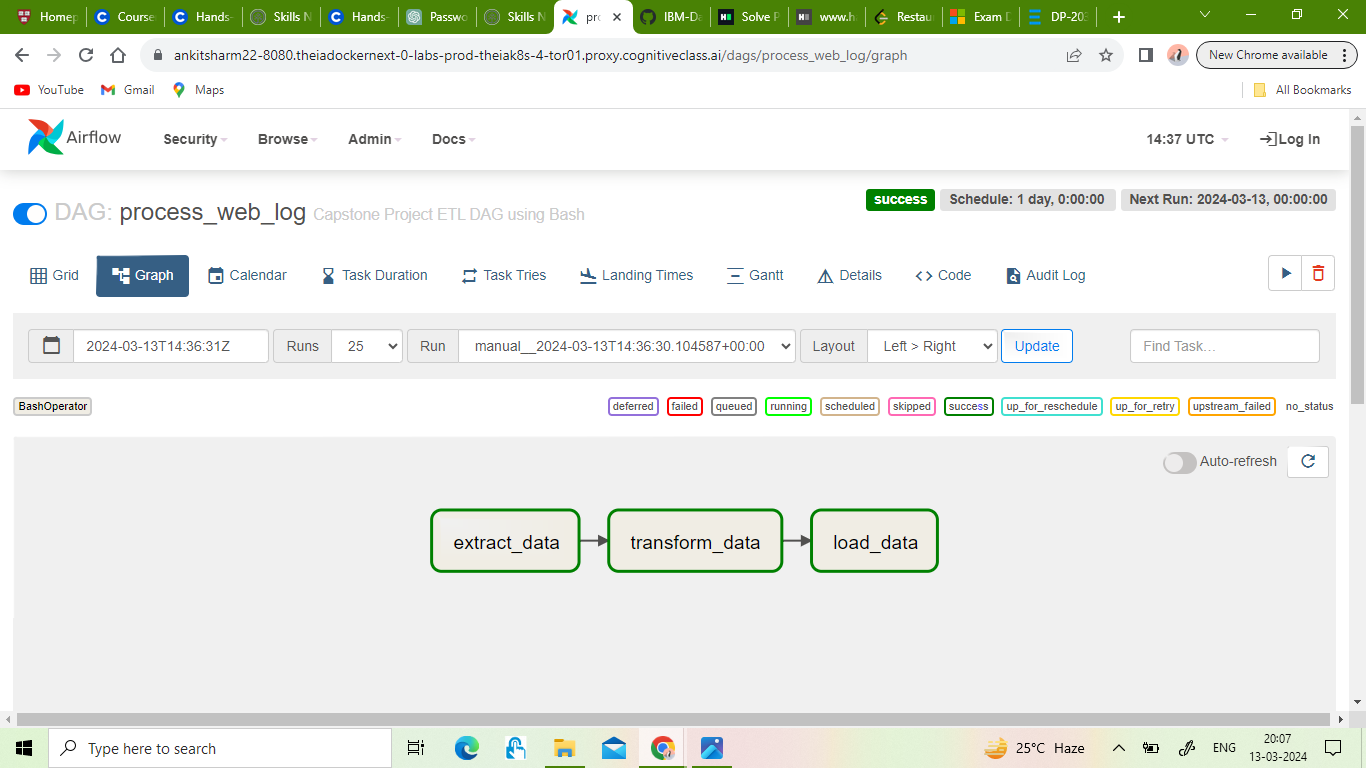 Homep
Course
Hands-
Skills N
Hands-
Passwo
Skills N
pro
IBM-Da
Solve P
www.h
Restau
Exam D
DP-203
ankitsharm22-8080.theiadockernext-0-labs-prod-theiak8s-4-tor01.proxy.cognitiveclass.ai/dags/process_web_log/graph
New Chrome available
YouTube
Gmail
Maps
All Bookmarks
Airflow
Security
Browse
Admin
Docs
14:37 UTC
Log In
DAG: process_web_log Capstone Project ETL DAG using Bash
success
Schedule: 1 day, 0:00:00
Next Run: 2024-03-13, 00:00:00
Grid
Graph
Calendar
Task Duration
Task Tries
Landing Times
Gantt
Details
Code
Audit Log
2024-03-13T14:36:31Z
Runs
25
Run
manual__2024-03-13T14:36:30.104587+00:00
Layout
Left > Right
Update
Find Task...
BashOperator
deferred
failed
queued
running
scheduled
skipped
success
up_for_reschedule
up_for_retry
upstream_failed
no_status
Auto-refresh
extract_data
transform_data
load_data
Type here to search
25°C Haze
ENG
20:07
13-03-2024